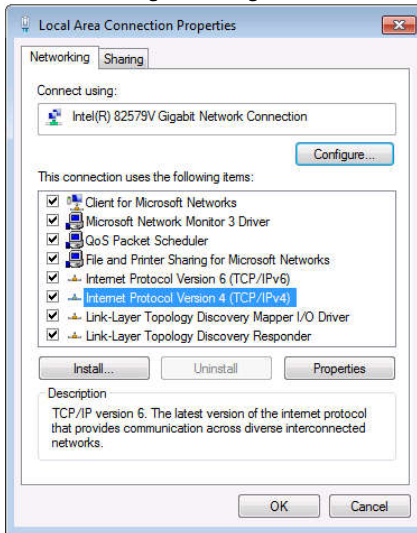 Local Area Connection Properties
Networking Sharing
Connect using:
Intel(R) 82579V Gigabit Network Connection
Configure...
This connection uses the following items:
Client for Microsoft Networks
Microsoft Network Monitor 3 Driver
QoS Packet Scheduler
File and Printer Sharing for Microsoft Networks
Internet Protocol Version 6 (TCP/IPv6)
Internet Protocol Version 4 (TCP/IPv4)
Link-Layer Topology Discovery Mapper I/O Driver
Link-Layer Topology Discovery Responder
Install... Uninstall Properties
Description
TCP/IP version 6. The latest version of the internet protocol
that provides communication across diverse interconnected
networks.
OK Cancel